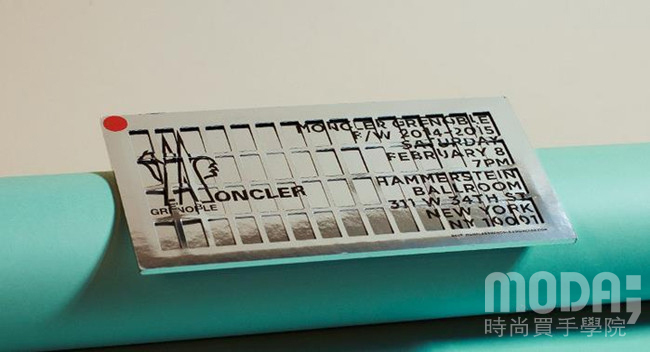 MONCLER GRENOBLE
F/W 2014-2015
SATURDAY
FEBRUARY 8
7PM
HAMMERSTEIN
BALLROOM
311 W 34TH ST
NEW YORK
NY 10001
MONCLER
GRENOBLE
MODA;
時尚買手學院